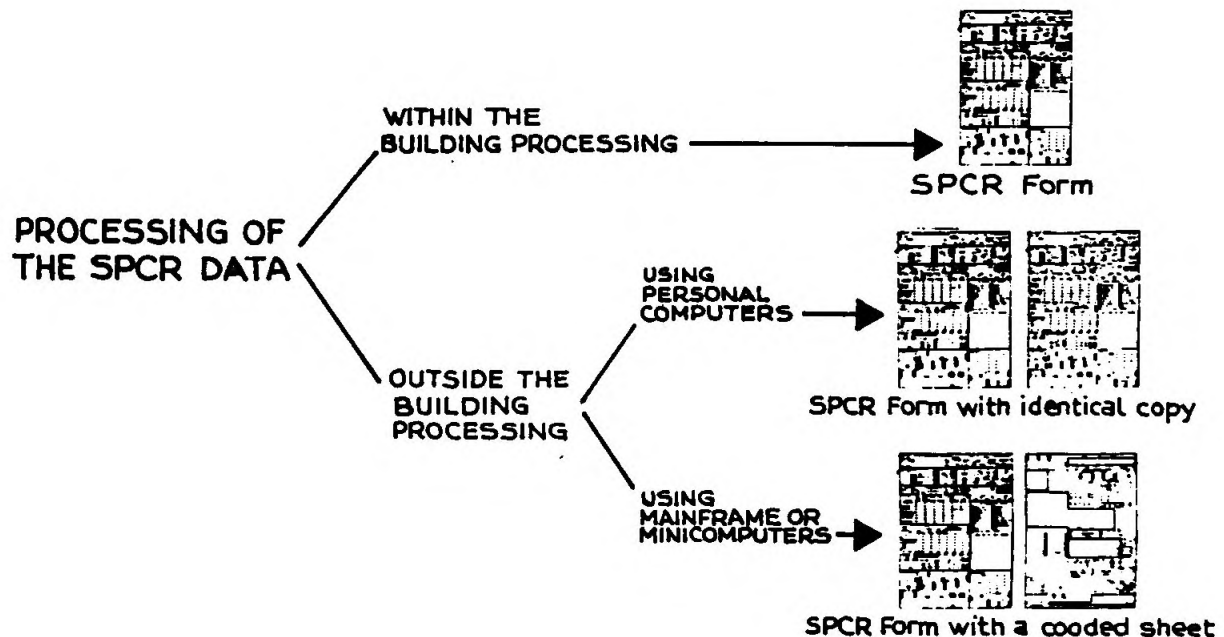 WITHIN THE
BUILDING PROCESSING
SPCR Form
PROCESSING OF
THE SPCR DATA
USING
PERSONAL
COMPUTERS
SPCR Form with identical copy
OUTSIDE THE
BUILDING
PROCESSING
USING
MAINFRAME OR
MINICOMPUTERS
SPCR Form with a cooded sheet